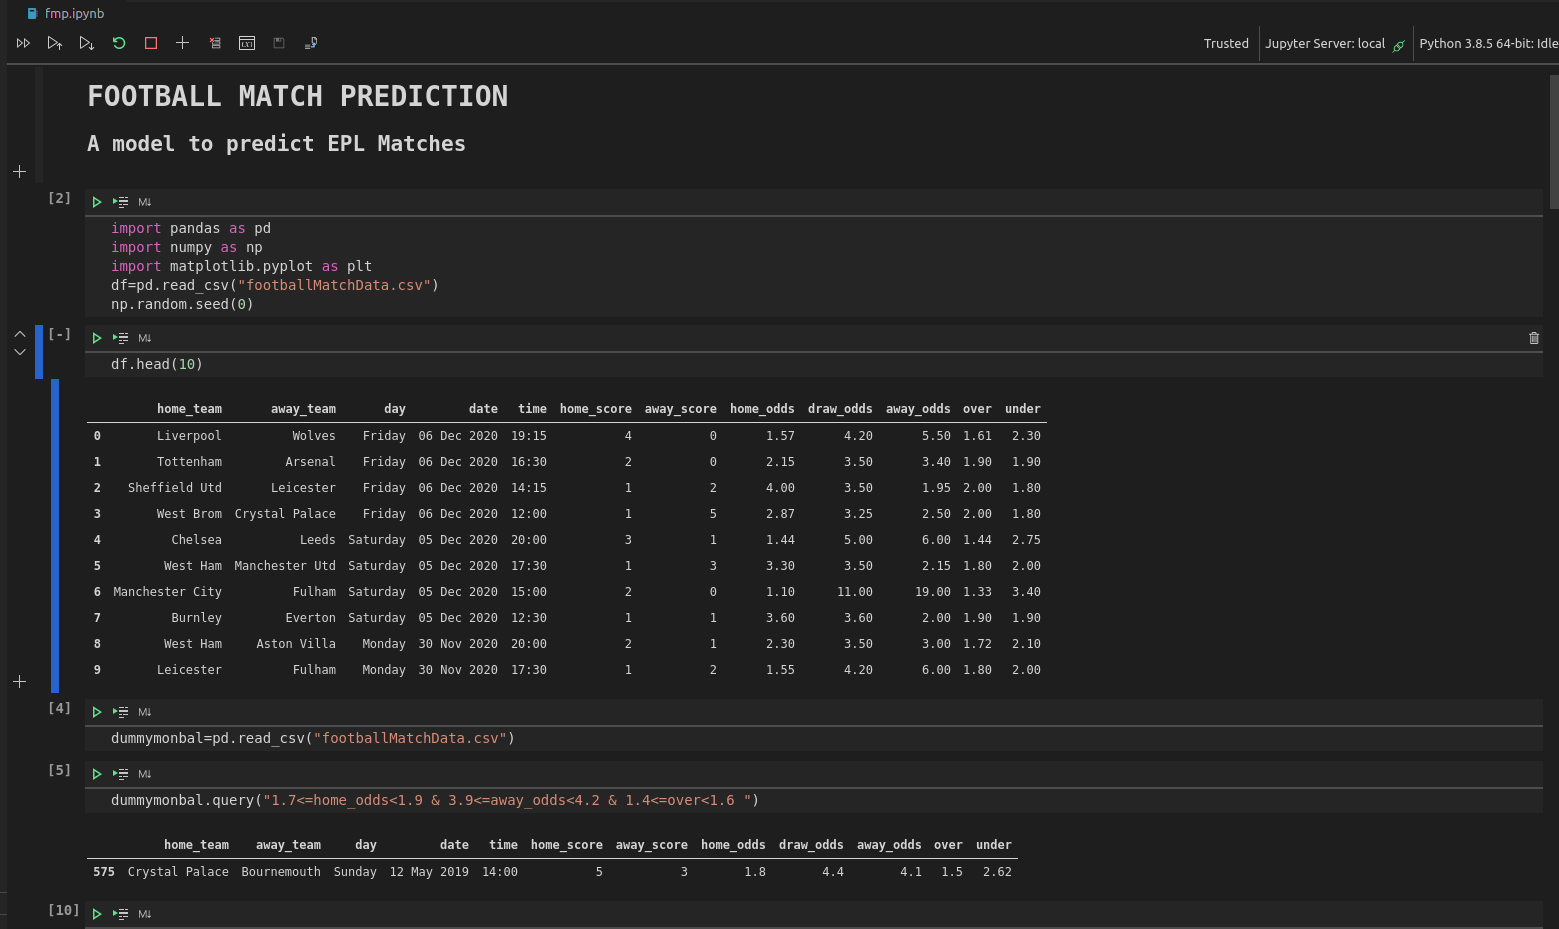 fmp.ipynb
Trusted Jupyter Server: local Python 3.8.5 64-bit: Idle
FOOTBALL MATCH PREDICTION
A model to predict EPL Matches
[2]
M↓
import pandas as pd
import numpy as np
import matplotlib.pyplot as plt
df=pd.read_csv("footballMatchData.csv")
np.random.seed(0)
[-]
M↓
df.head(10)
home_team away_team day date time home_score away_score home_odds draw_odds away_odds over under
0 Liverpool Wolves Friday 06 Dec 2020 19:15 4 0 1.57 4.20 5.50 1.61 2.30
1 Tottenham Arsenal Friday 06 Dec 2020 16:30 2 0 2.15 3.50 3.40 1.90 1.90
2 Sheffield Utd Leicester Friday 06 Dec 2020 14:15 1 2 4.00 3.50 1.95 2.00 1.80
3 West Brom Crystal Palace Friday 06 Dec 2020 12:00 1 5 2.87 3.25 2.50 2.00 1.80
4 Chelsea Leeds Saturday 05 Dec 2020 20:00 3 1 1.44 5.00 6.00 1.44 2.75
5 West Ham Manchester Utd Saturday 05 Dec 2020 17:30 1 3 3.30 3.50 2.15 1.80 2.00
6 Manchester City Fulham Saturday 05 Dec 2020 15:00 2 0 1.10 11.00 19.00 1.33 3.40
7 Burnley Everton Saturday 05 Dec 2020 12:30 1 1 3.60 3.60 2.00 1.90 1.90
8 West Ham Aston Villa Monday 30 Nov 2020 20:00 2 1 2.30 3.50 3.00 1.72 2.10
9 Leicester Fulham Monday 30 Nov 2020 17:30 1 2 1.55 4.20 6.00 1.80 2.00
[4]
M↓
dummymonbal=pd.read_csv("footballMatchData.csv")
[5]
M↓
dummymonbal.query("1.7<=home_odds<1.9 & 3.9<=away_odds<4.2 & 1.4<=over<1.6 ")
home_team away_team day date time home_score away_score home_odds draw_odds away_odds over under
575 Crystal Palace Bournemouth Sunday 12 May 2019 14:00 5 3 1.8 4.4 4.1 1.5 2.62
[10]
M↓